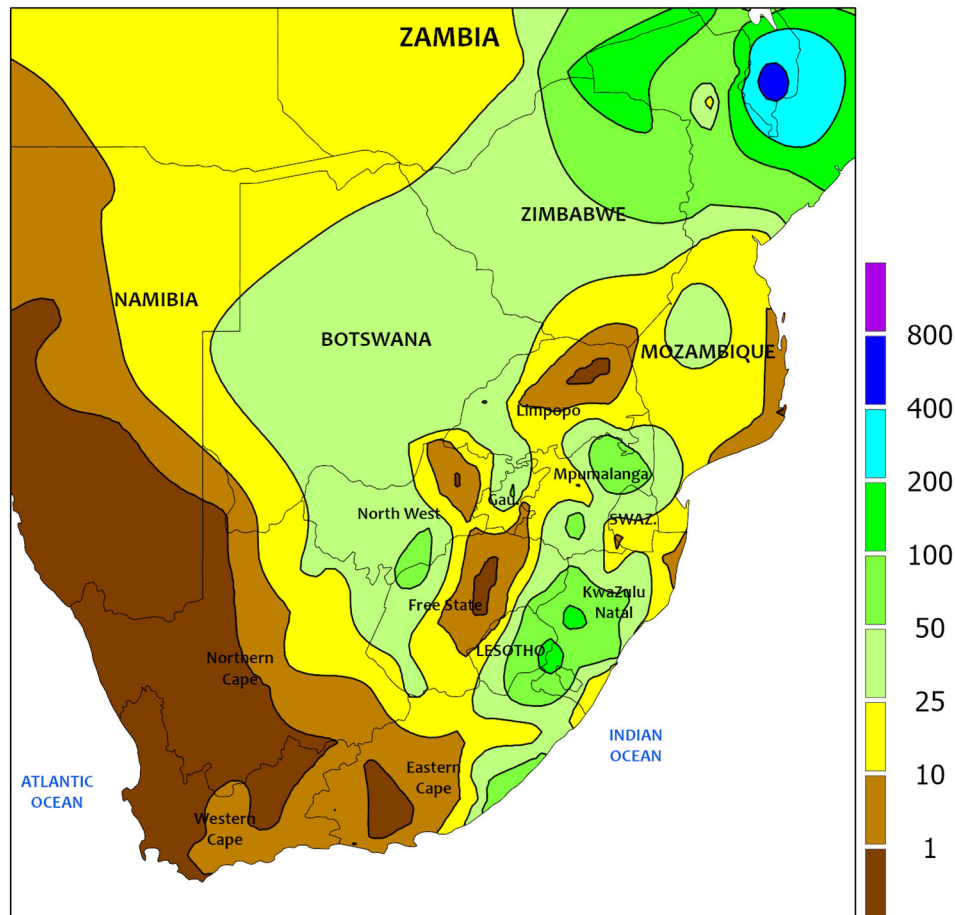 ZAMBIA
ZIMBABWE
NAMIBIA
BOTSWANA
MOZAMBIQUE
Limpopo
Mpumalanga
Gau.
North West
SWAZ.
KwaZulu
Natal
Free State
LESOTHO
Northern
Cape
INDIAN
OCEAN
Eastern
Cape
ATLANTIC
OCEAN
Western
Cape
800
400
200
100
50
25
10
1